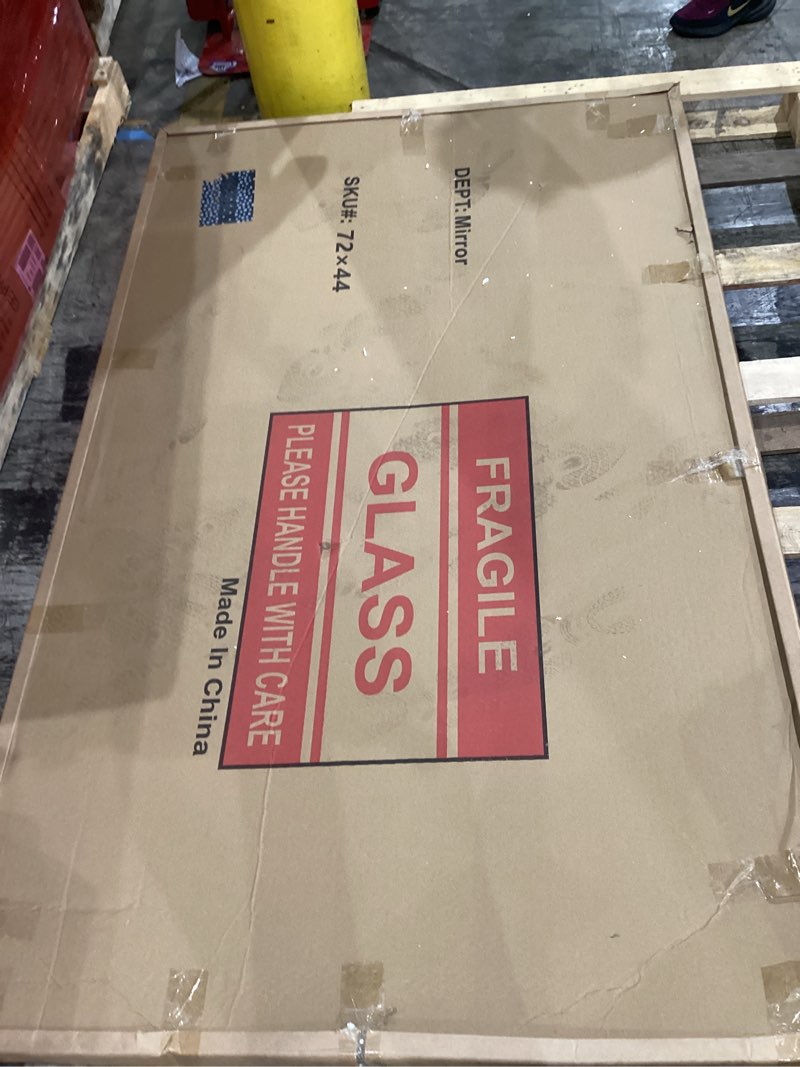 DEPT: Mirror
SKU#: 72×44
FRAGILE
GLASS
PLEASE HANDLE WITH CARE
Made In China